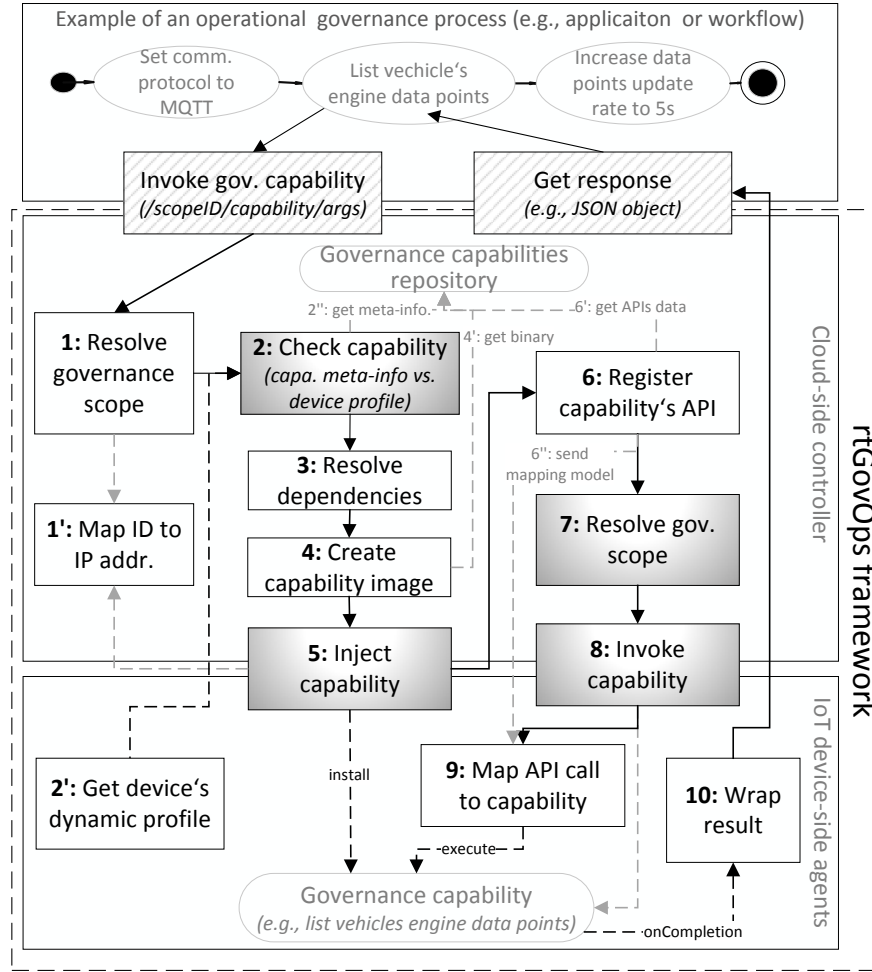 Example of an operational governance process (e.g., applicaiton or workflow)
Set comm.
protocol to
MQTT
List vechicle‘s
engine data points
Increase data
points update
rate to 5s
Invoke gov. capability
(/scopeID/capability/args)
Get response
(e.g., JSON object)
Governance capabilities
repository
2'': get meta-info.
6': get APIs data
4': get binary
1: Resolve
governance
scope
2: Check capability
(capa. meta-info vs.
device profile)
6: Register
capability‘s API
3: Resolve
dependencies
6'': send
mapping model
1': Map ID to
IP addr.
4: Create
capability image
7: Resolve gov.
scope
5: Inject
capability
8: Invoke
capability
Cloud-side controller
rtGovOps framework
install
2': Get device‘s
dynamic profile
9: Map API call
to capability
10: Wrap
result
execute
Governance capability
(e.g., list vehicles engine data points)
onCompletion
IoT device-side
agents